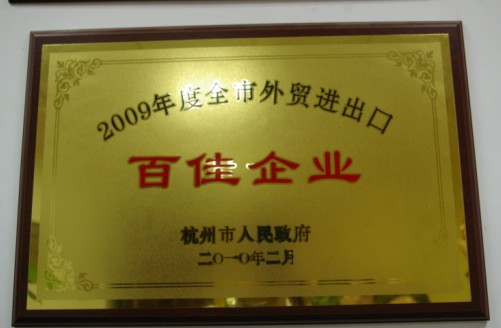 2009年度全市外贸进出口
百佳企业
杭州市人民政府
二〇一〇年二月